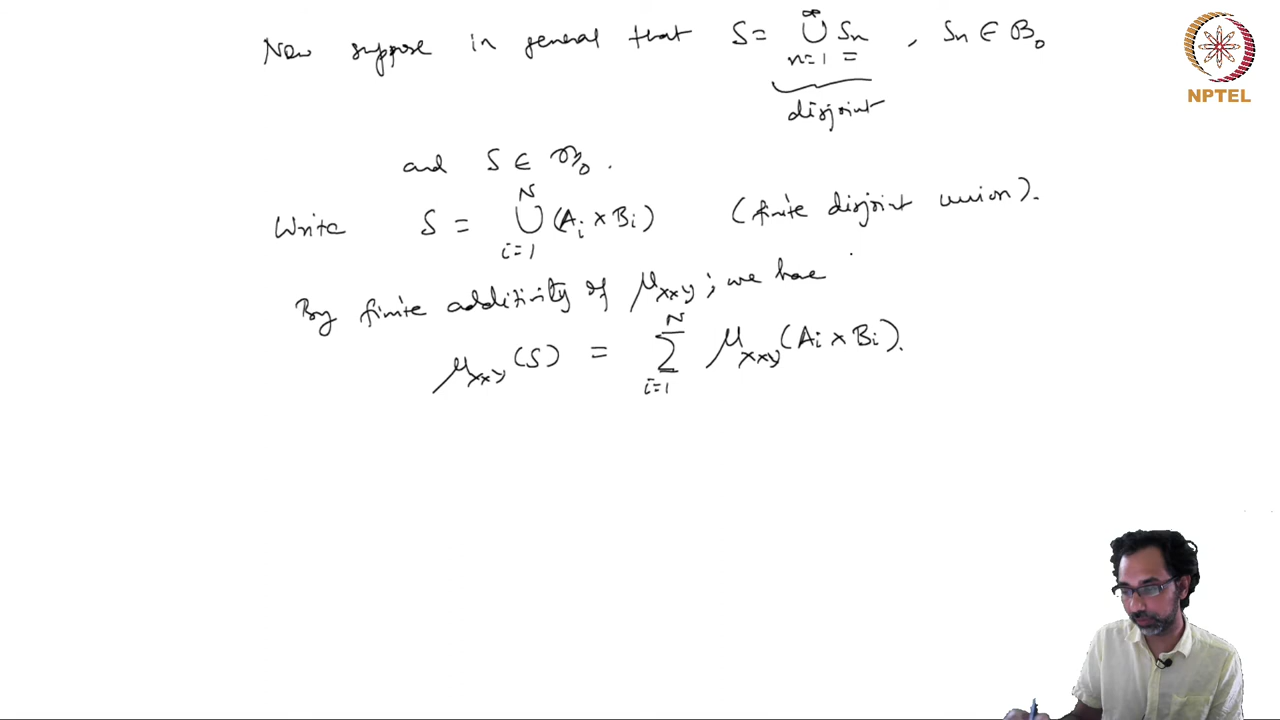 Now suppose in general that S = ∞⋃n=1 Sn , Sn ∈ B₀
disjoint
NPTEL
and S ∈ B₀ .
Write S = N⋃i=1 (Ai × Bi) (finite disjoint union).
By finite additivity of μX×Y ; we have
μX×Y (S) = N∑i=1 μX×Y (Ai × Bi).